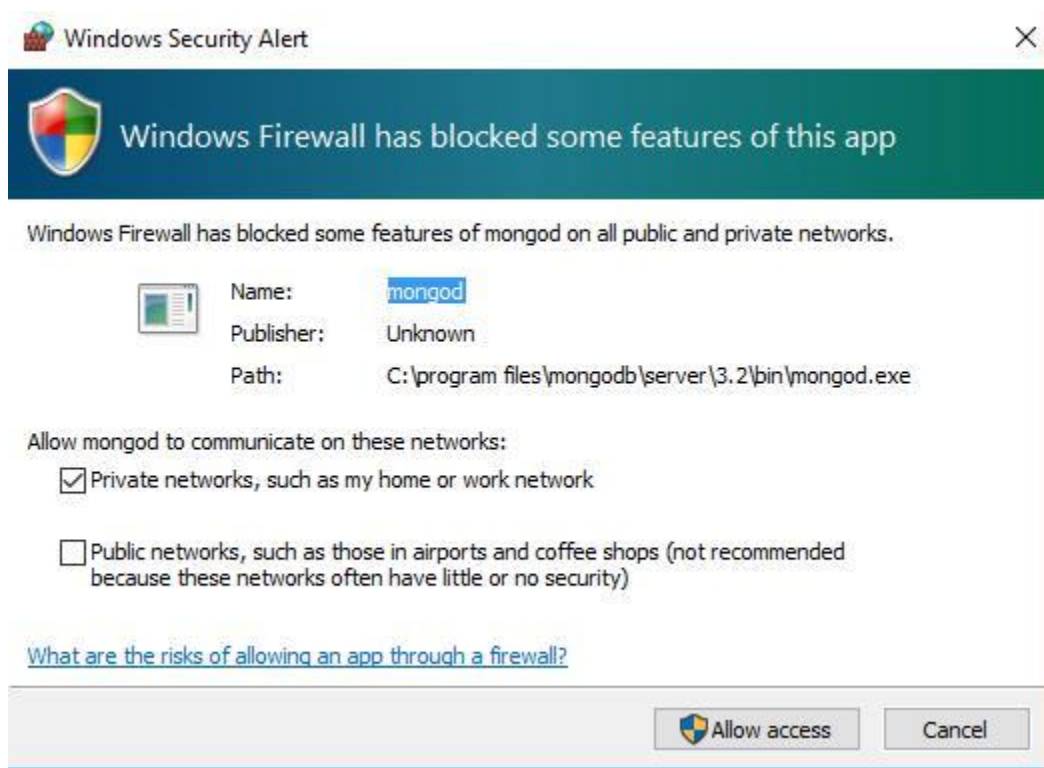 Windows Security Alert
Windows Firewall has blocked some features of this app
Windows Firewall has blocked some features of mongod on all public and private networks.
Name: mongod
Publisher: Unknown
Path: C:\program files\mongodb\server\3.2\bin\mongod.exe
Allow mongod to communicate on these networks:
Private networks, such as my home or work network
Public networks, such as those in airports and coffee shops (not recommended
because these networks often have little or no security)
What are the risks of allowing an app through a firewall?
Allow access Cancel